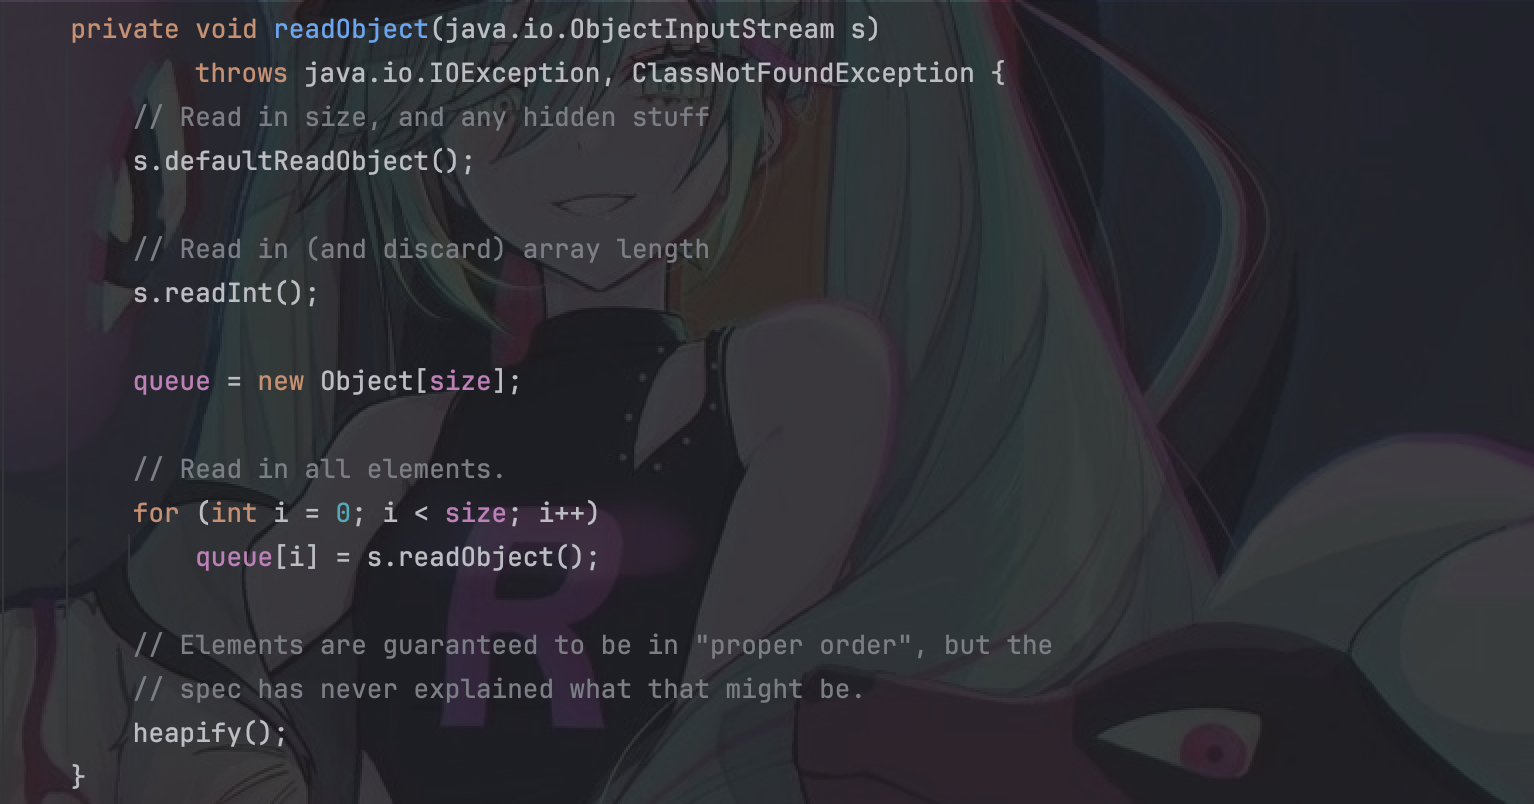 private void readObject(java.io.ObjectInputStream s)
        throws java.io.IOException, ClassNotFoundException {
    // Read in size, and any hidden stuff
    s.defaultReadObject();

    // Read in (and discard) array length
    s.readInt();

    queue = new Object[size];

    // Read in all elements.
    for (int i = 0; i < size; i++)
        queue[i] = s.readObject();

    // Elements are guaranteed to be in "proper order", but the
    // spec has never explained what that might be.
    heapify();
}
R